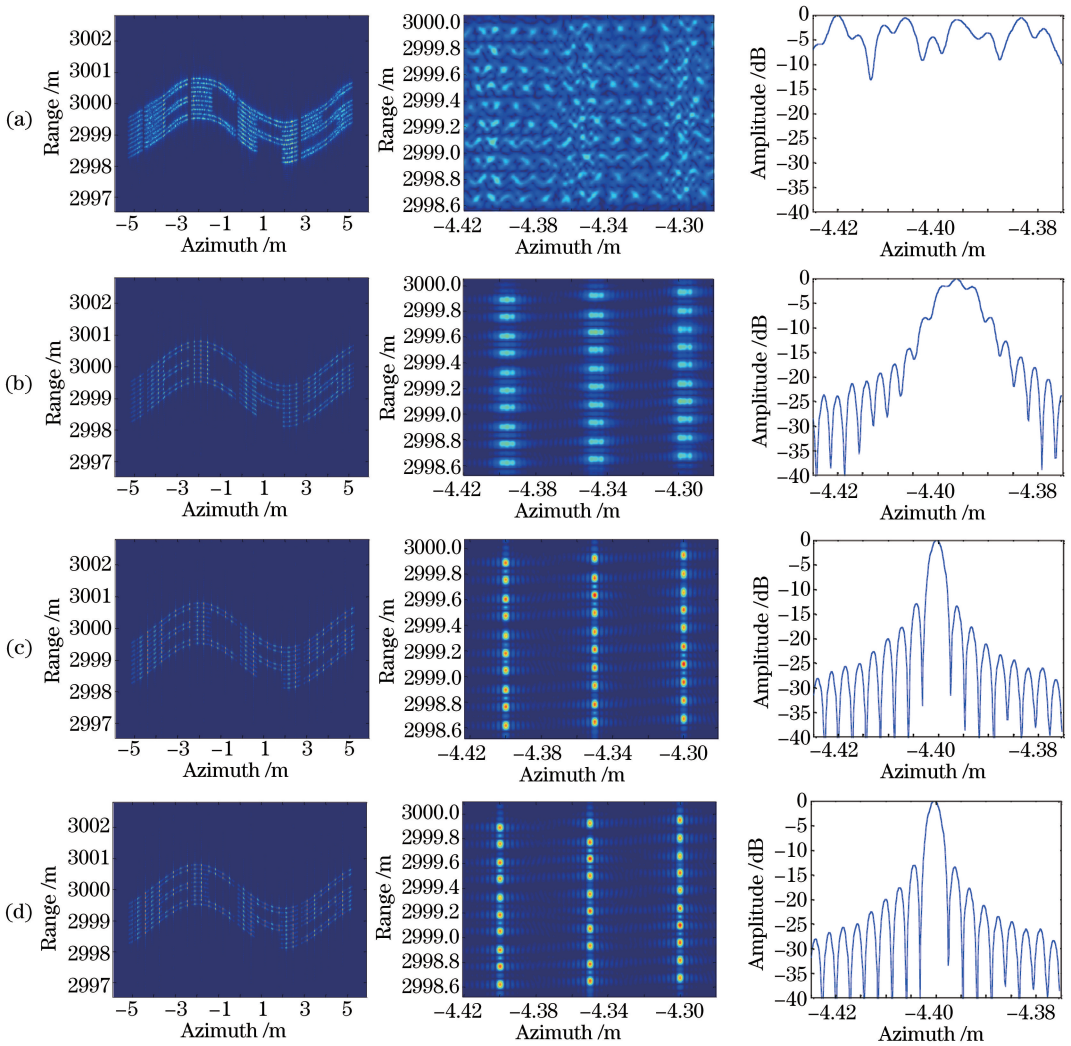 (a)
Range /m
3002
3001
3000
2999
2998
2997
−5 −3 −1 1 3 5
Azimuth /m
Range /m
3000.0
2999.8
2999.6
2999.4
2999.2
2999.0
2998.8
2998.6
−4.42 −4.38 −4.34 −4.30
Azimuth /m
Amplitude /dB
0
−5
−10
−15
−20
−25
−30
−35
−40
−4.42 −4.40 −4.38
Azimuth /m
(b)
Range /m
3002
3001
3000
2999
2998
2997
−5 −3 −1 1 3 5
Azimuth /m
Range /m
3000.0
2999.8
2999.6
2999.4
2999.2
2999.0
2998.8
2998.6
−4.42 −4.38 −4.34 −4.30
Azimuth /m
Amplitude /dB
0
−5
−10
−15
−20
−25
−30
−35
−40
−4.42 −4.40 −4.38
Azimuth /m
(c)
Range /m
3002
3001
3000
2999
2998
2997
−5 −3 −1 1 3 5
Azimuth /m
Range /m
3000.0
2999.8
2999.6
2999.4
2999.2
2999.0
2998.8
2998.6
−4.42 −4.38 −4.34 −4.30
Azimuth /m
Amplitude /dB
0
−5
−10
−15
−20
−25
−30
−35
−40
−4.42 −4.40 −4.38
Azimuth /m
(d)
Range /m
3002
3001
3000
2999
2998
2997
−5 −3 −1 1 3 5
Azimuth /m
Range /m
3000.0
2999.8
2999.6
2999.4
2999.2
2999.0
2998.8
2998.6
−4.42 −4.38 −4.34 −4.30
Azimuth /m
Amplitude /dB
0
−5
−10
−15
−20
−25
−30
−35
−40
−4.42 −4.40 −4.38
Azimuth /m